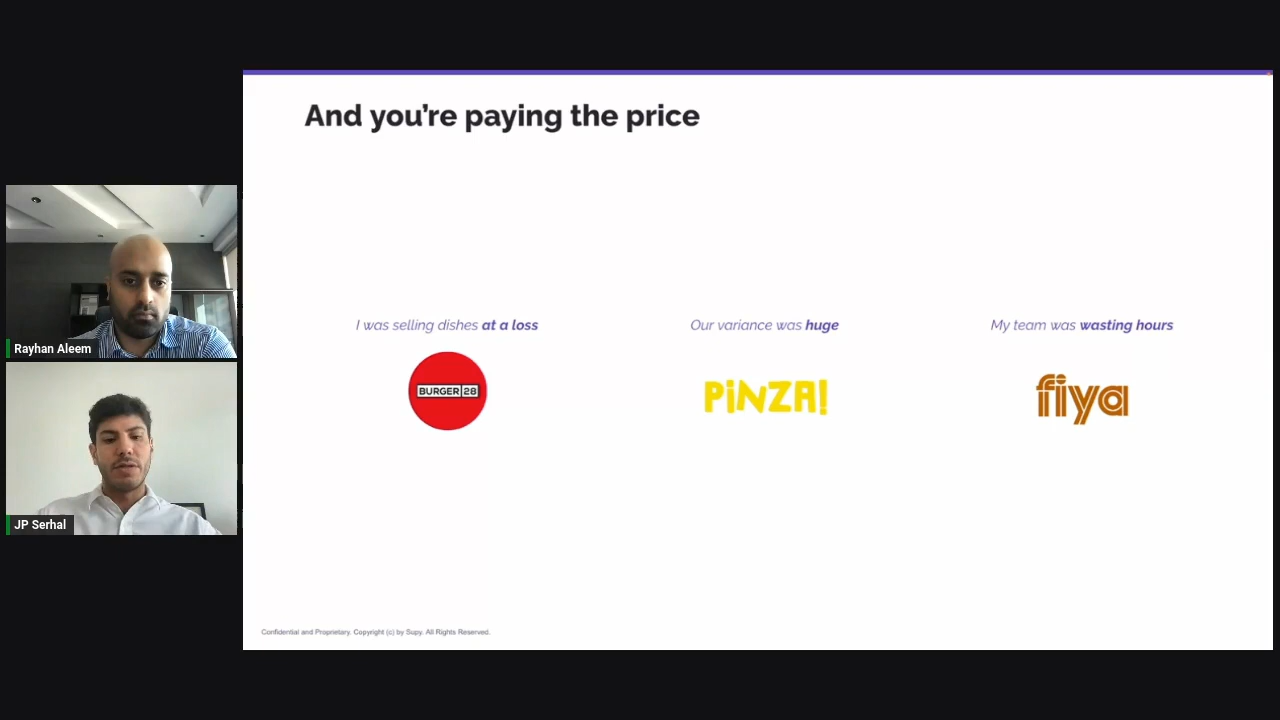 And you're paying the price
I was selling dishes at a loss
Our variance was huge
My team was wasting hours
BURGER 28
PiNZA!
fiya
Rayhan Aleem
JP Serhal
Confidential and Proprietary. Copyright (c) by Supy. All Rights Reserved.